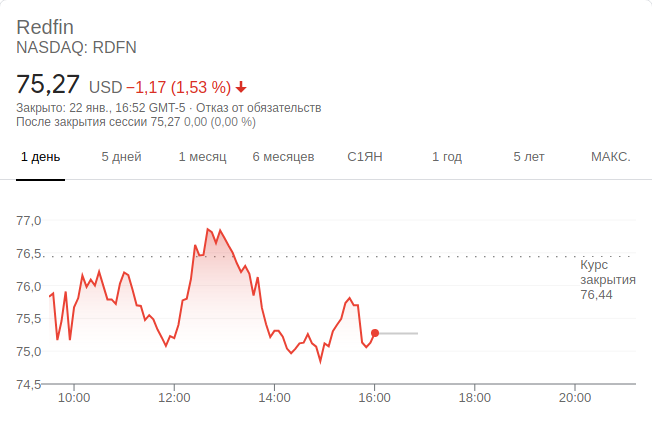 Redfin
NASDAQ: RDFN
75,27 USD −1,17 (1,53 %)
Закрыто: 22 янв., 16:52 GMT-5 · Отказ от обязательств
После закрытия сессии 75,27 0,00 (0,00 %)
1 день 5 дней 1 месяц 6 месяцев С1ЯН 1 год 5 лет МАКС.
77,0
76,5
Курс
закрытия
76,44
76,0
75,5
75,0
74,5
10:00 12:00 14:00 16:00 18:00 20:00